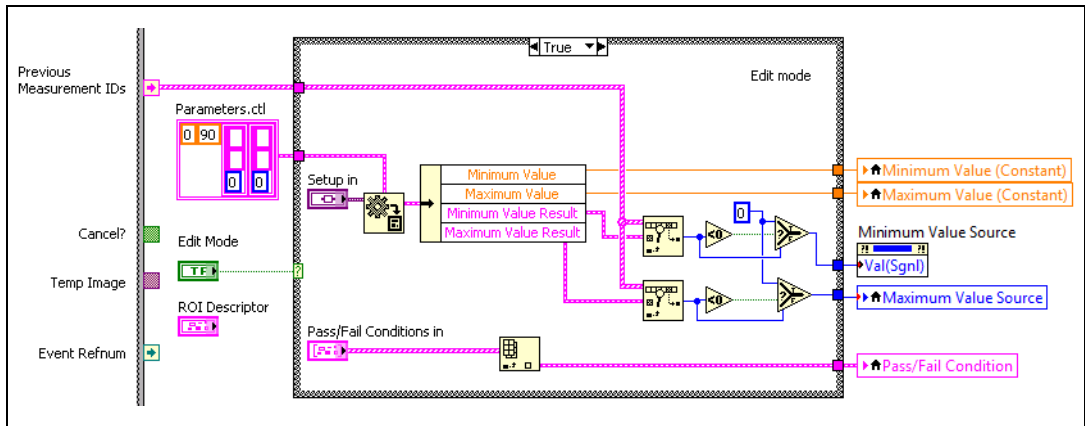 True
Edit mode
Previous
Measurement IDs
Parameters.ctl
0 90
0 0
Setup in
Minimum Value
Maximum Value
Minimum Value Result
Maximum Value Result
Minimum Value (Constant)
Maximum Value (Constant)
0
<0
Minimum Value Source
Val(Sgnl)
Cancel?
Edit Mode
TF
?
Temp Image
<0
Maximum Value Source
ROI Descriptor
Pass/Fail Conditions in
Event Refnum
Pass/Fail Condition